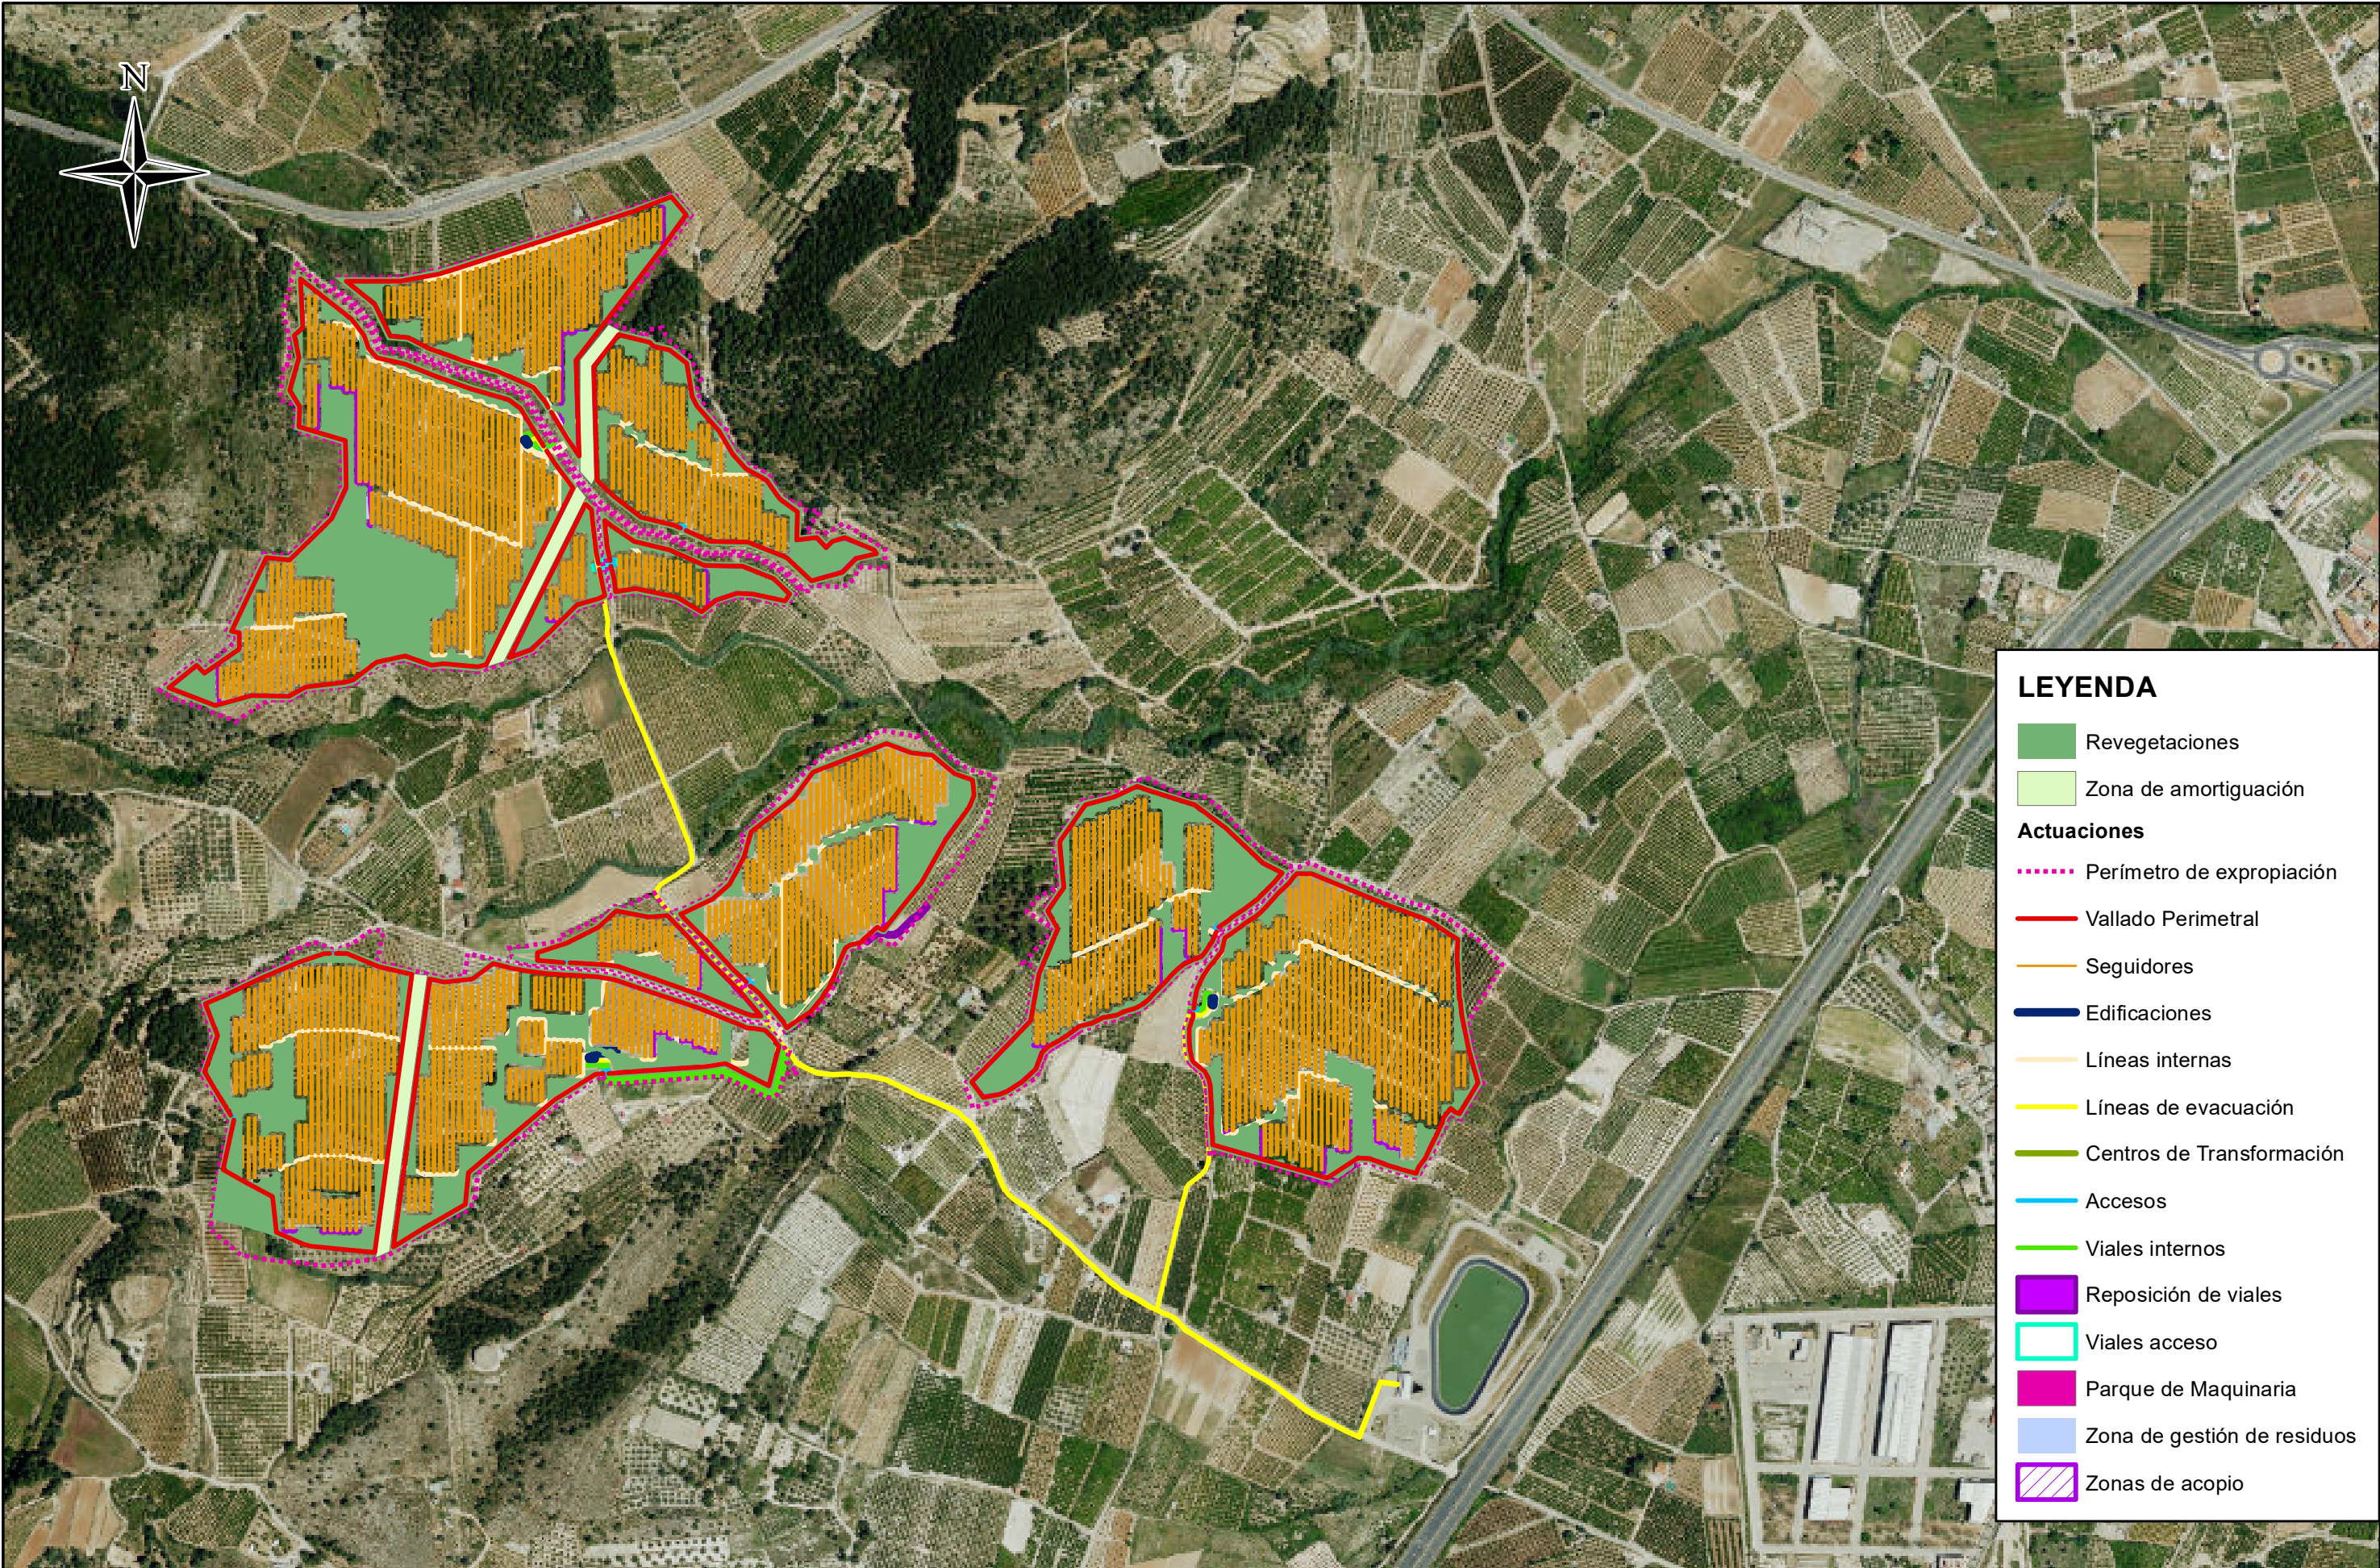 N
LEYENDA
Revegetaciones
Zona de amortiguación
Actuaciones
Perímetro de expropiación
Vallado Perimetral
Seguidores
Edificaciones
Líneas internas
Líneas de evacuación
Centros de Transformación
Accesos
Viales internos
Reposición de viales
Viales acceso
Parque de Maquinaria
Zona de gestión de residuos
Zonas de acopio